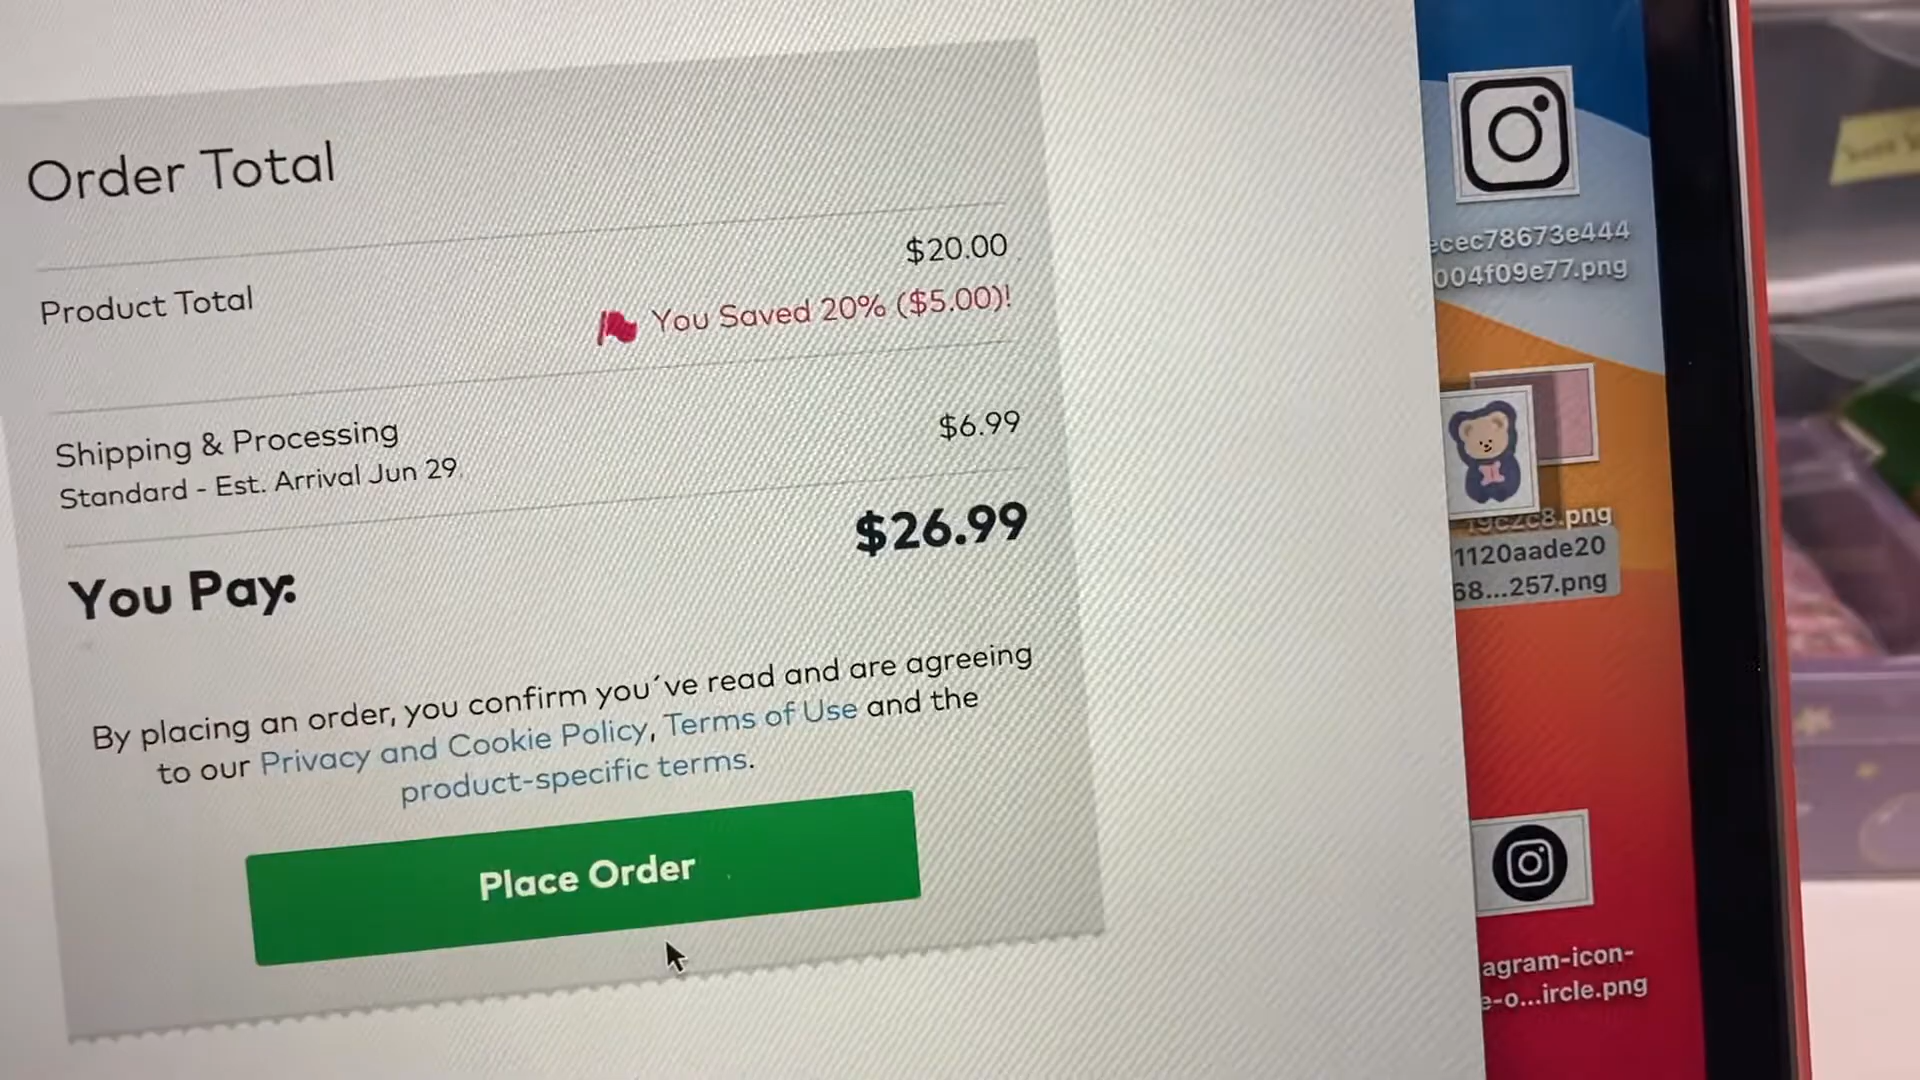 Order Total
Product Total $20.00
You Saved 20% ($5.00)!
Shipping & Processing $6.99
Standard - Est. Arrival Jun 29
You Pay: $26.99
By placing an order, you confirm you´ve read and are agreeing
to our Privacy and Cookie Policy, Terms of Use and the
product-specific terms.
Place Order
ecec78673e444
004f09e77.png
19c2c8.png
1120aade20
68...257.png
agram-icon-
e-o...ircle.png